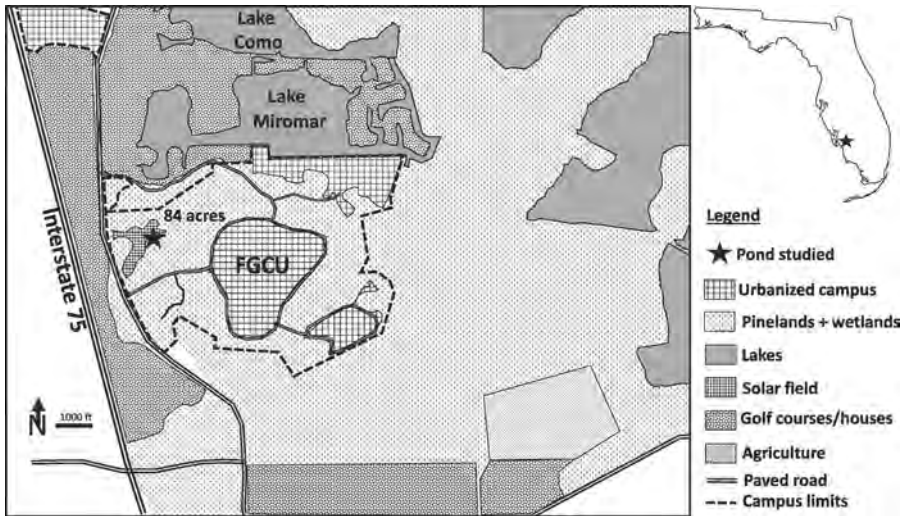 Lake
Como
Lake
Miromar
84 acres
FGCU
Interstate 75
N
1000 ft
Legend
Pond studied
Urbanized campus
Pinelands + wetlands
Lakes
Solar field
Golf courses/houses
Agriculture
Paved road
Campus limits